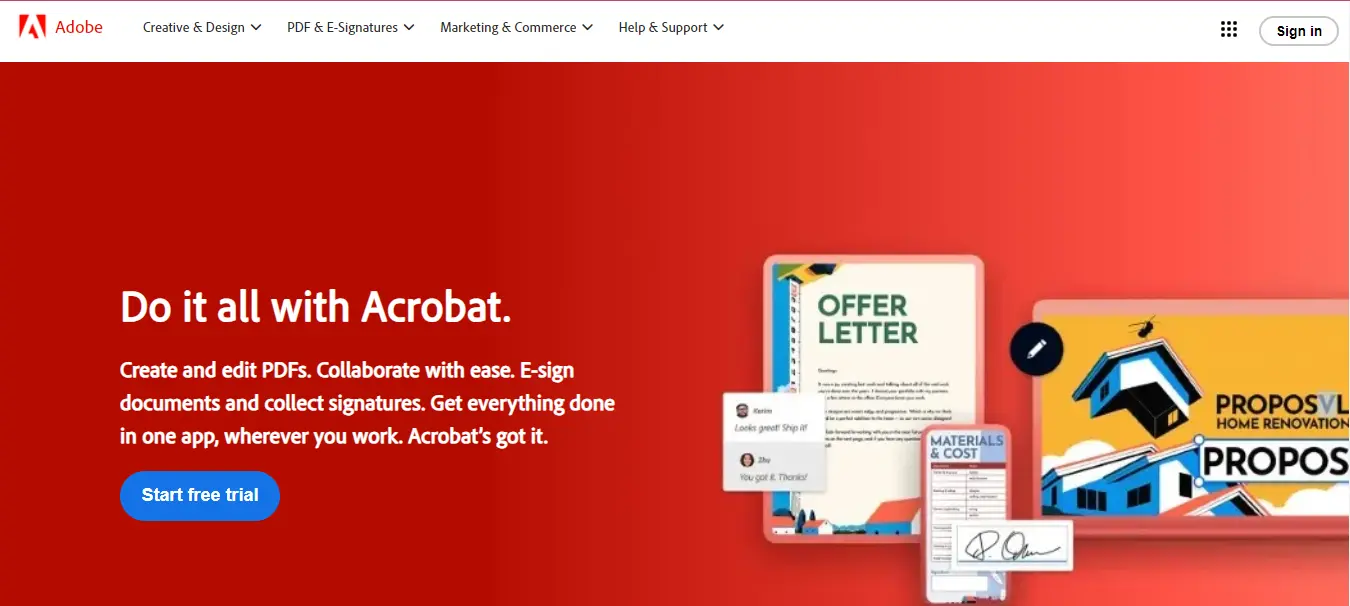 Adobe
Creative & Design
PDF & E-Signatures
Marketing & Commerce
Help & Support
Sign in
Do it all with Acrobat.
Create and edit PDFs. Collaborate with ease. E-sign
documents and collect signatures. Get everything done
in one app, wherever you work. Acrobat's got it.
Start free trial
OFFER
LETTER
Greetings
Karim
Looks great! Ship it!
Zhu
You got it. Thanks!
MATERIALS
& COST
PROPOSVL
HOME RENOVATION
PROPOS